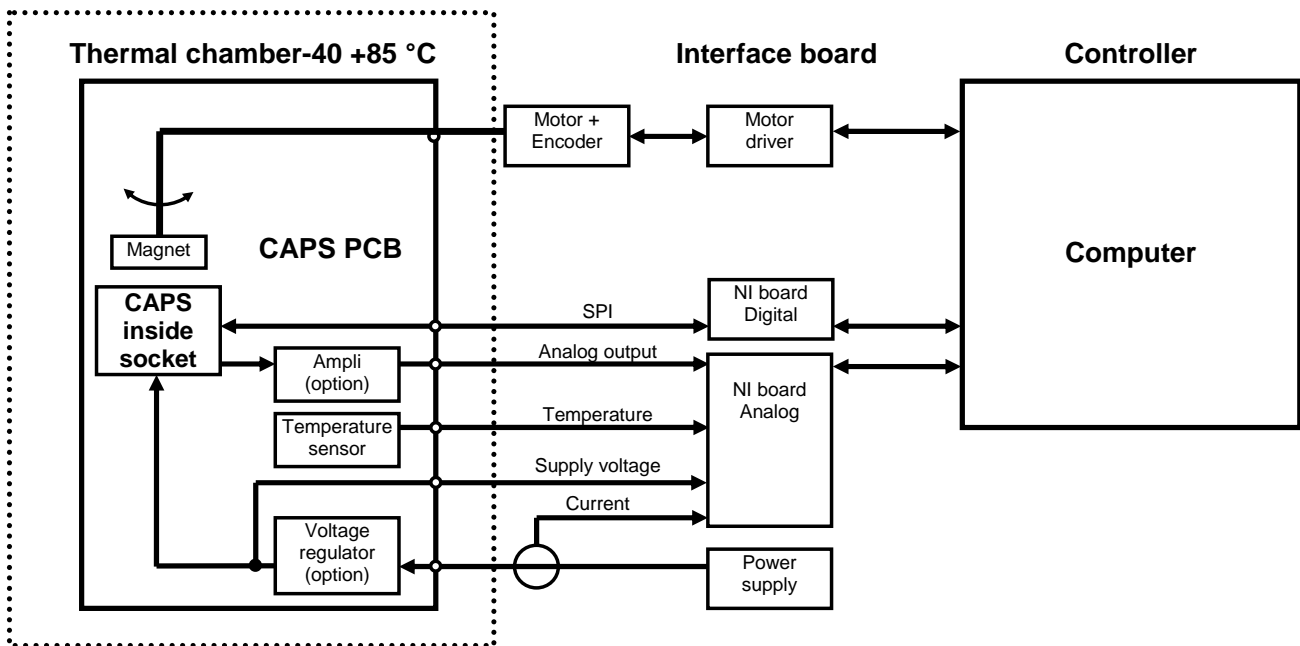 Thermal chamber-40 +85 °C
Interface board
Controller
Motor +
Encoder
Motor
driver
Magnet
CAPS PCB
Computer
CAPS
inside
socket
SPI
NI board
Digital
Ampli
(option)
Analog output
NI board
Analog
Temperature
sensor
Temperature
Supply voltage
Current
Voltage
regulator
(option)
Power
supply